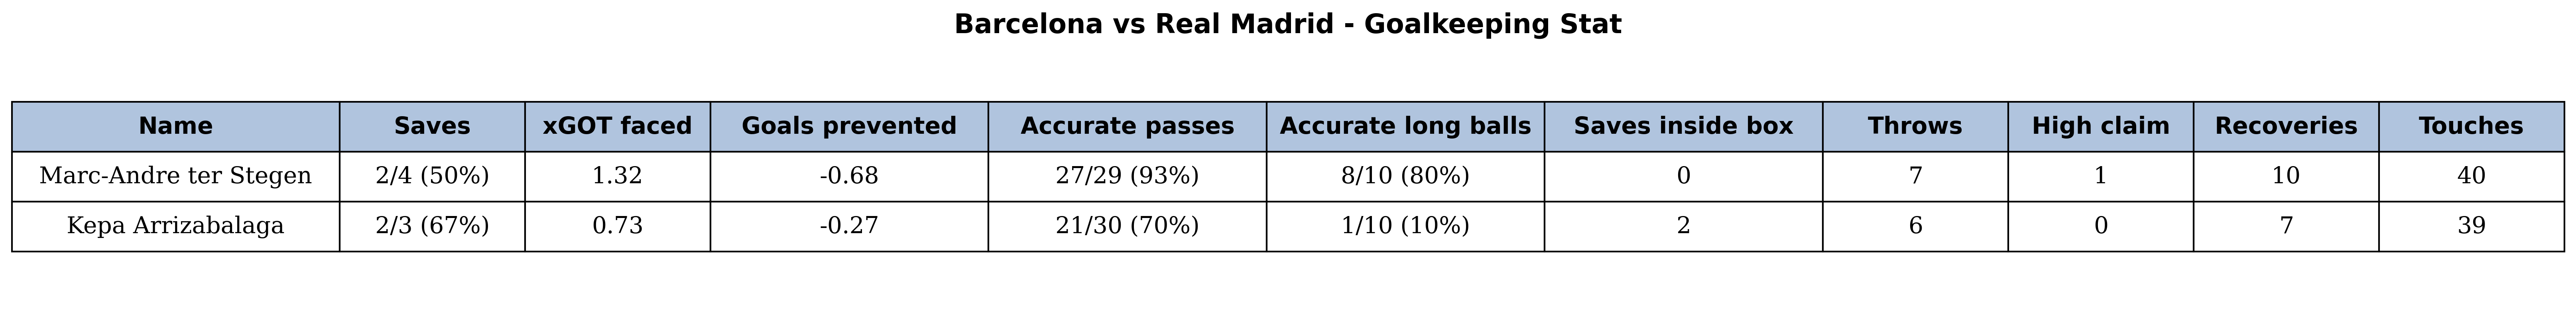 Barcelona vs Real Madrid - Goalkeeping Stat
Name Saves xGOT faced Goals prevented Accurate passes Accurate long balls Saves inside box Throws High claim Recoveries Touches
Marc-Andre ter Stegen 2/4 (50%) 1.32 -0.68 27/29 (93%) 8/10 (80%) 0 7 1 10 40
Kepa Arrizabalaga 2/3 (67%) 0.73 -0.27 21/30 (70%) 1/10 (10%) 2 6 0 7 39